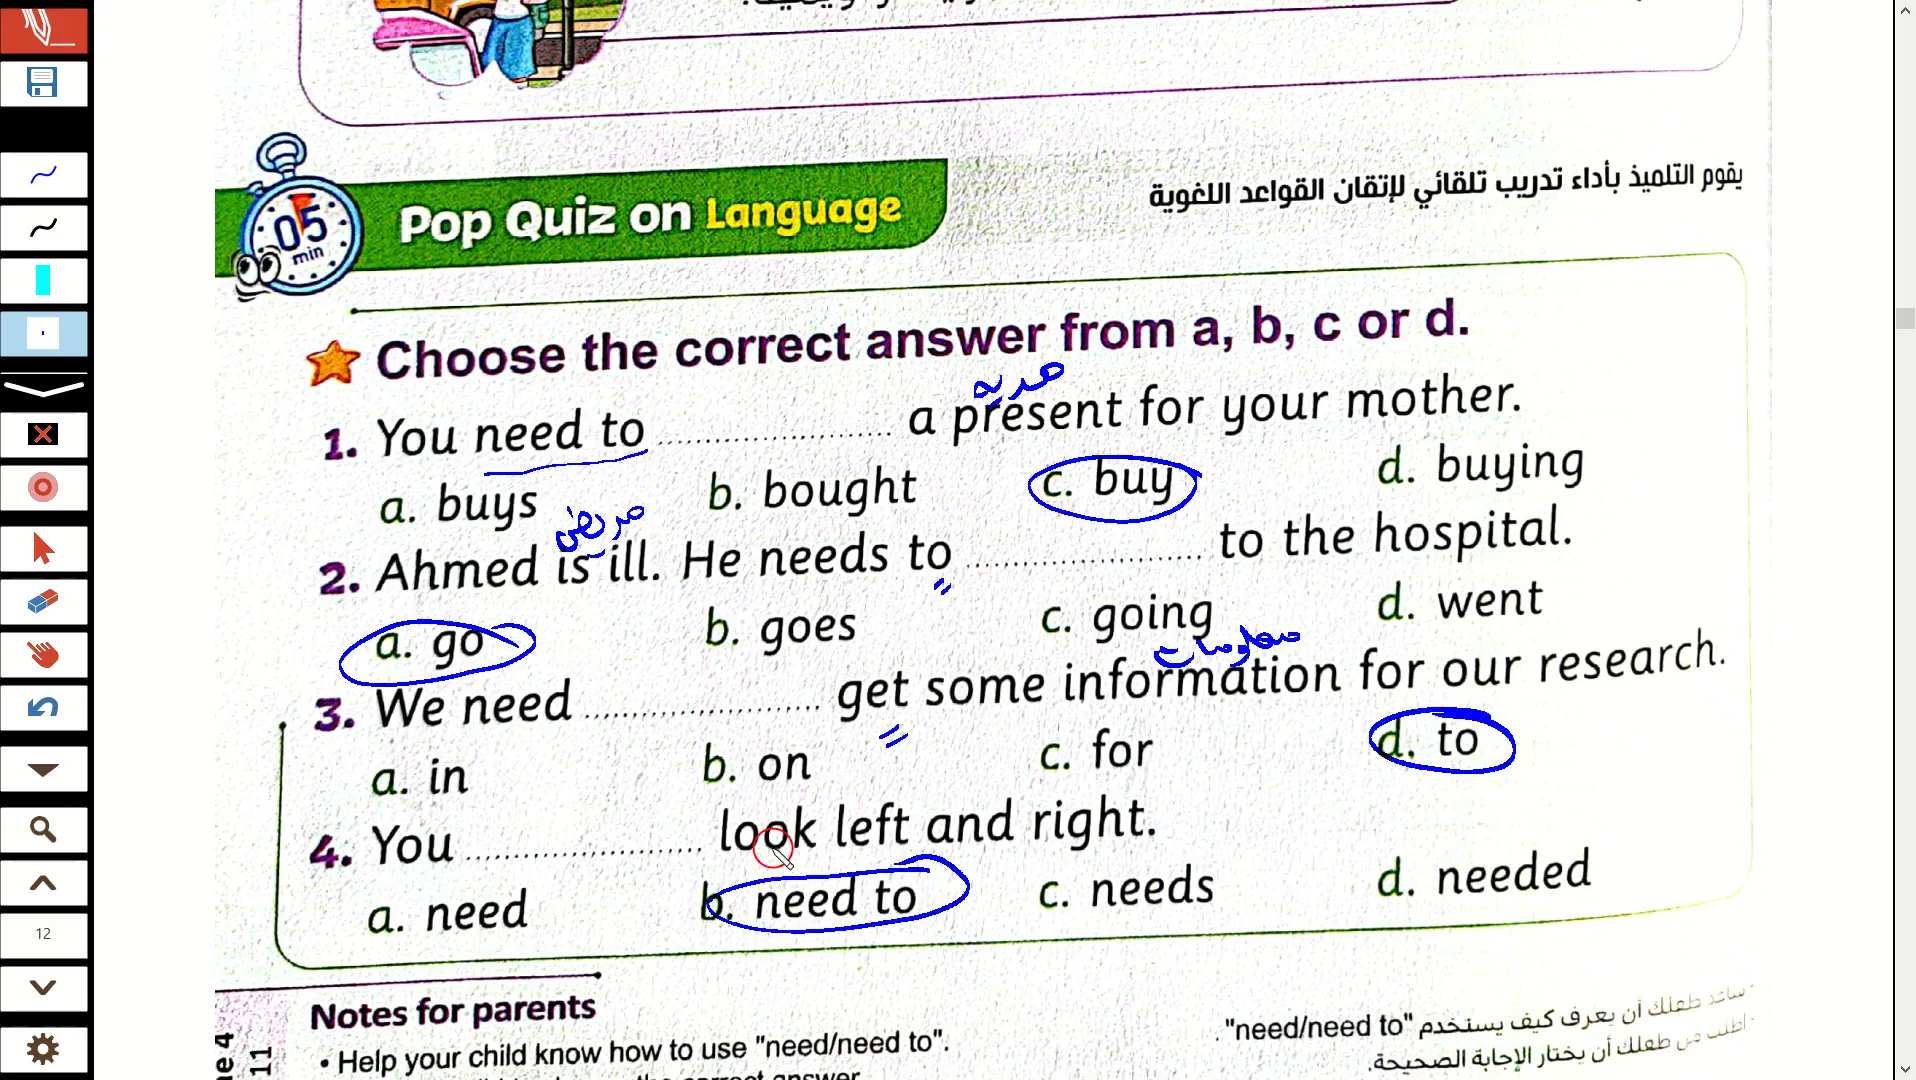 يقوم التلميذ بأداء تدريب تلقائي لإتقان القواعد اللغوية
05
min
Pop Quiz on Language
Choose the correct answer from a, b, c or d.
هديه
1. You need to ........................ a present for your mother.
a. buys b. bought c. buy d. buying
مريض
2. Ahmed is ill. He needs to ........................ to the hospital.
a. go b. goes c. going d. went
معلومات
3. We need ........................ get some information for our research.
a. in b. on c. for d. to
4. You ........................ look left and right.
a. need b. need to c. needs d. needed
Notes for parents
• Help your child know how to use "need/need to".
ساعد طفلك أن يعرف كيف يستخدم "need/need to".
اطلب من طفلك أن يختار الإجابة الصحيحة.
the correct answer
11
12